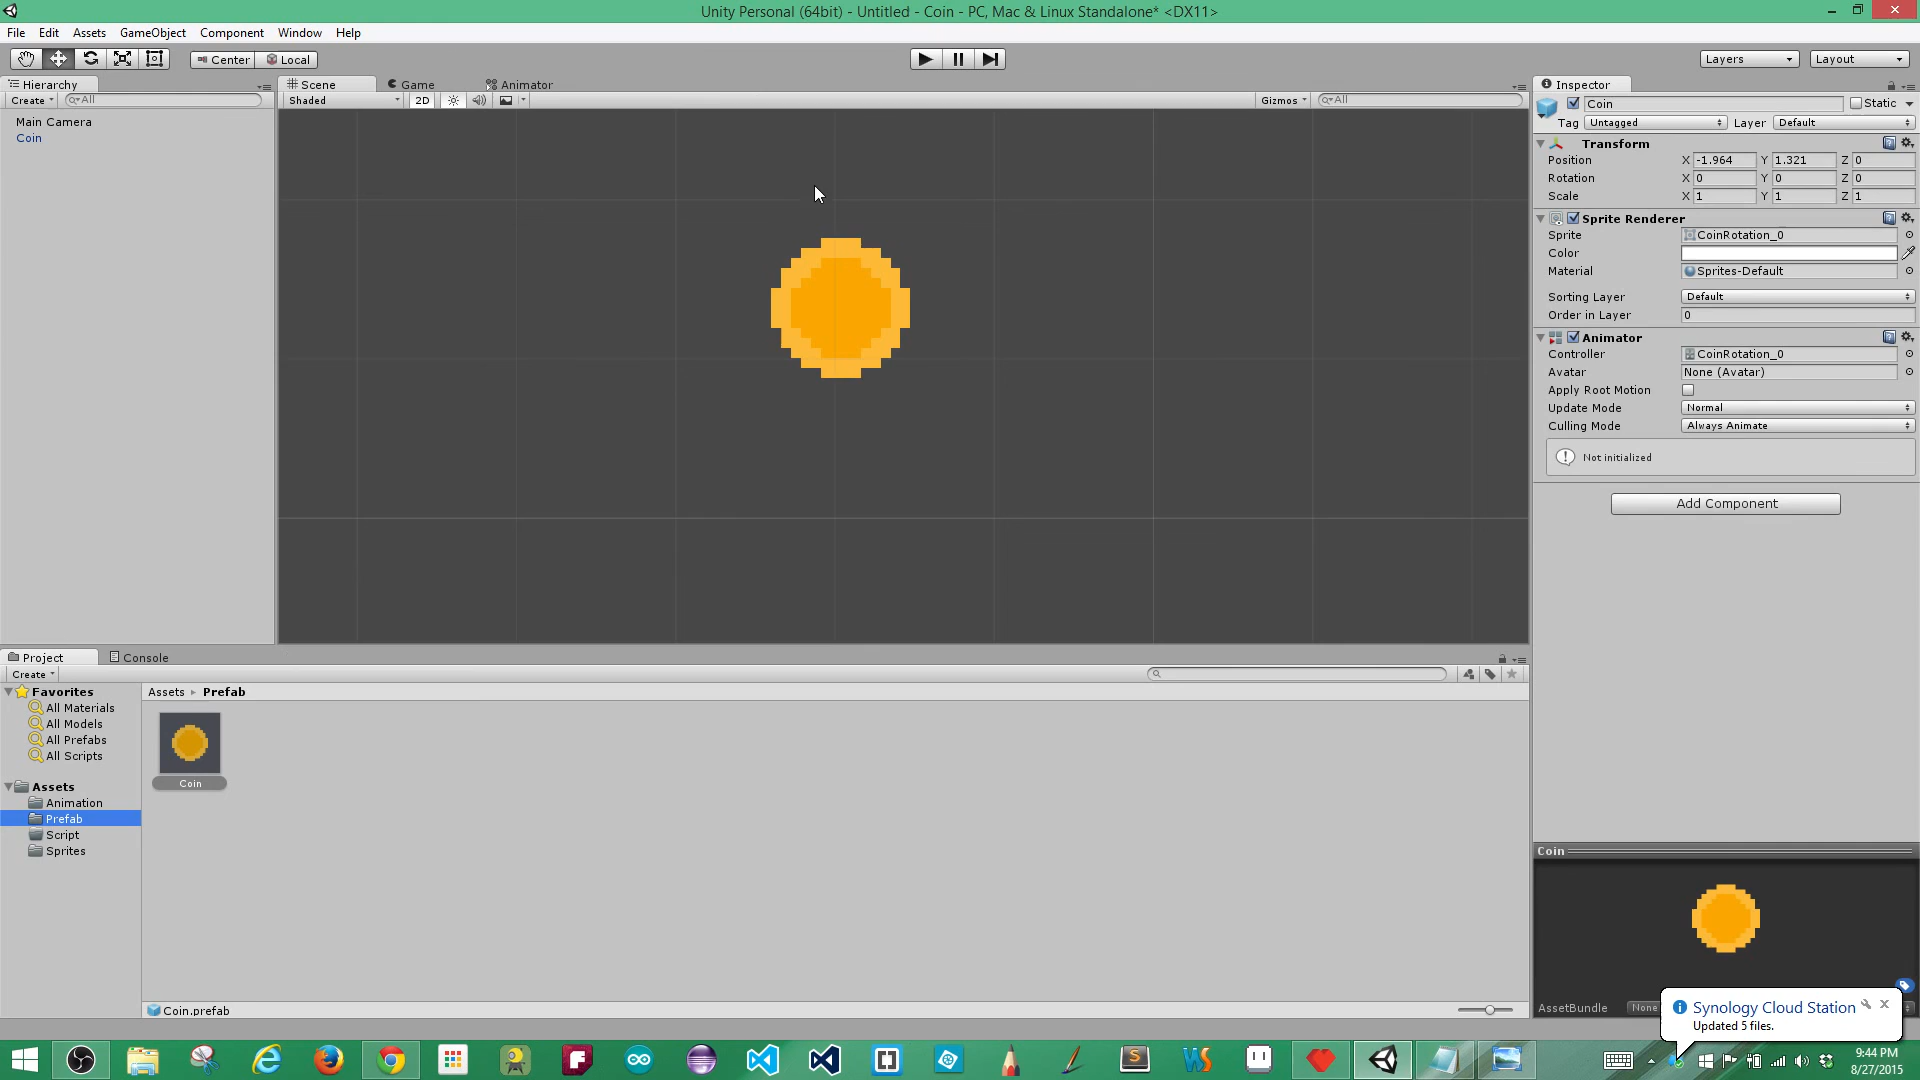 Unity Personal (64bit) - Untitled - Coin - PC, Mac & Linux Standalone* <DX11>
File Edit Assets GameObject Component Window Help
Center Local Layers Layout
Hierarchy
Create All
Main Camera
Coin
Scene Game Animator
Shaded 2D Gizmos All
Inspector
Coin Static
Tag Untagged Layer Default
Transform
Position X -1.964 Y 1.321 Z 0
Rotation X 0 Y 0 Z 0
Scale X 1 Y 1 Z 1
Sprite Renderer
Sprite CoinRotation_0
Color
Material Sprites-Default
Sorting Layer Default
Order in Layer 0
Animator
Controller CoinRotation_0
Avatar None (Avatar)
Apply Root Motion
Update Mode Normal
Culling Mode Always Animate
Not initialized
Add Component
Project Console
Create
Favorites
All Materials
All Models
All Prefabs
All Scripts
Assets
Animation
Prefab
Script
Sprites
Assets Prefab
Coin
Coin.prefab
Coin
AssetBundle None
Synology Cloud Station
Updated 5 files.
9:44 PM
8/27/2015